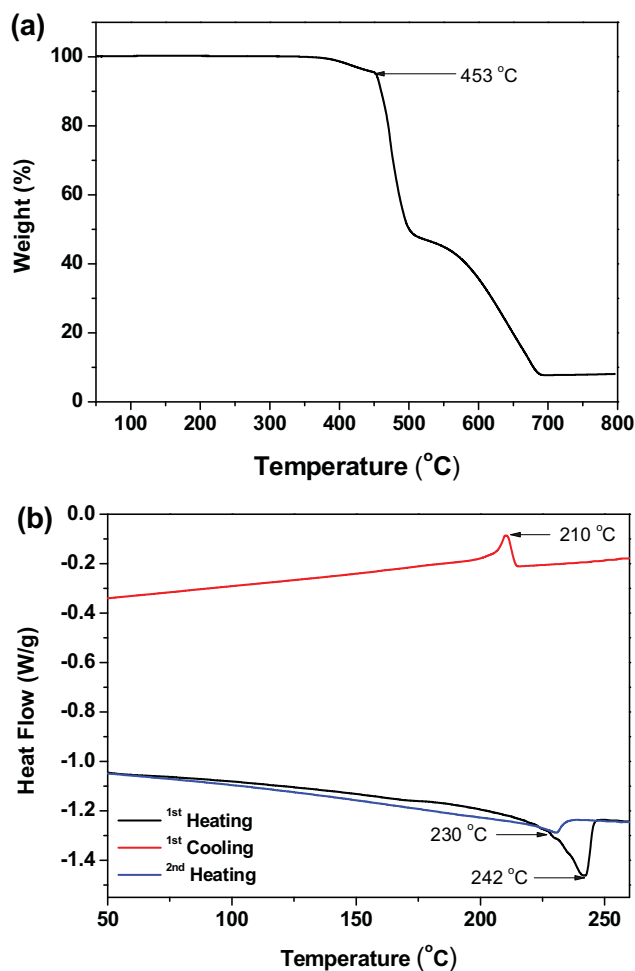 (a)
100
80
60
40
20
0
Weight (%)
453 °C
100 200 300 400 500 600 700 800
Temperature (°C)
(b)
0.0
-0.2
-0.4
-0.6
-0.8
-1.0
-1.2
-1.4
Heat Flow (W/g)
210 °C
1st Heating
1st Cooling
2nd Heating
230 °C
242 °C
50 100 150 200 250
Temperature (°C)